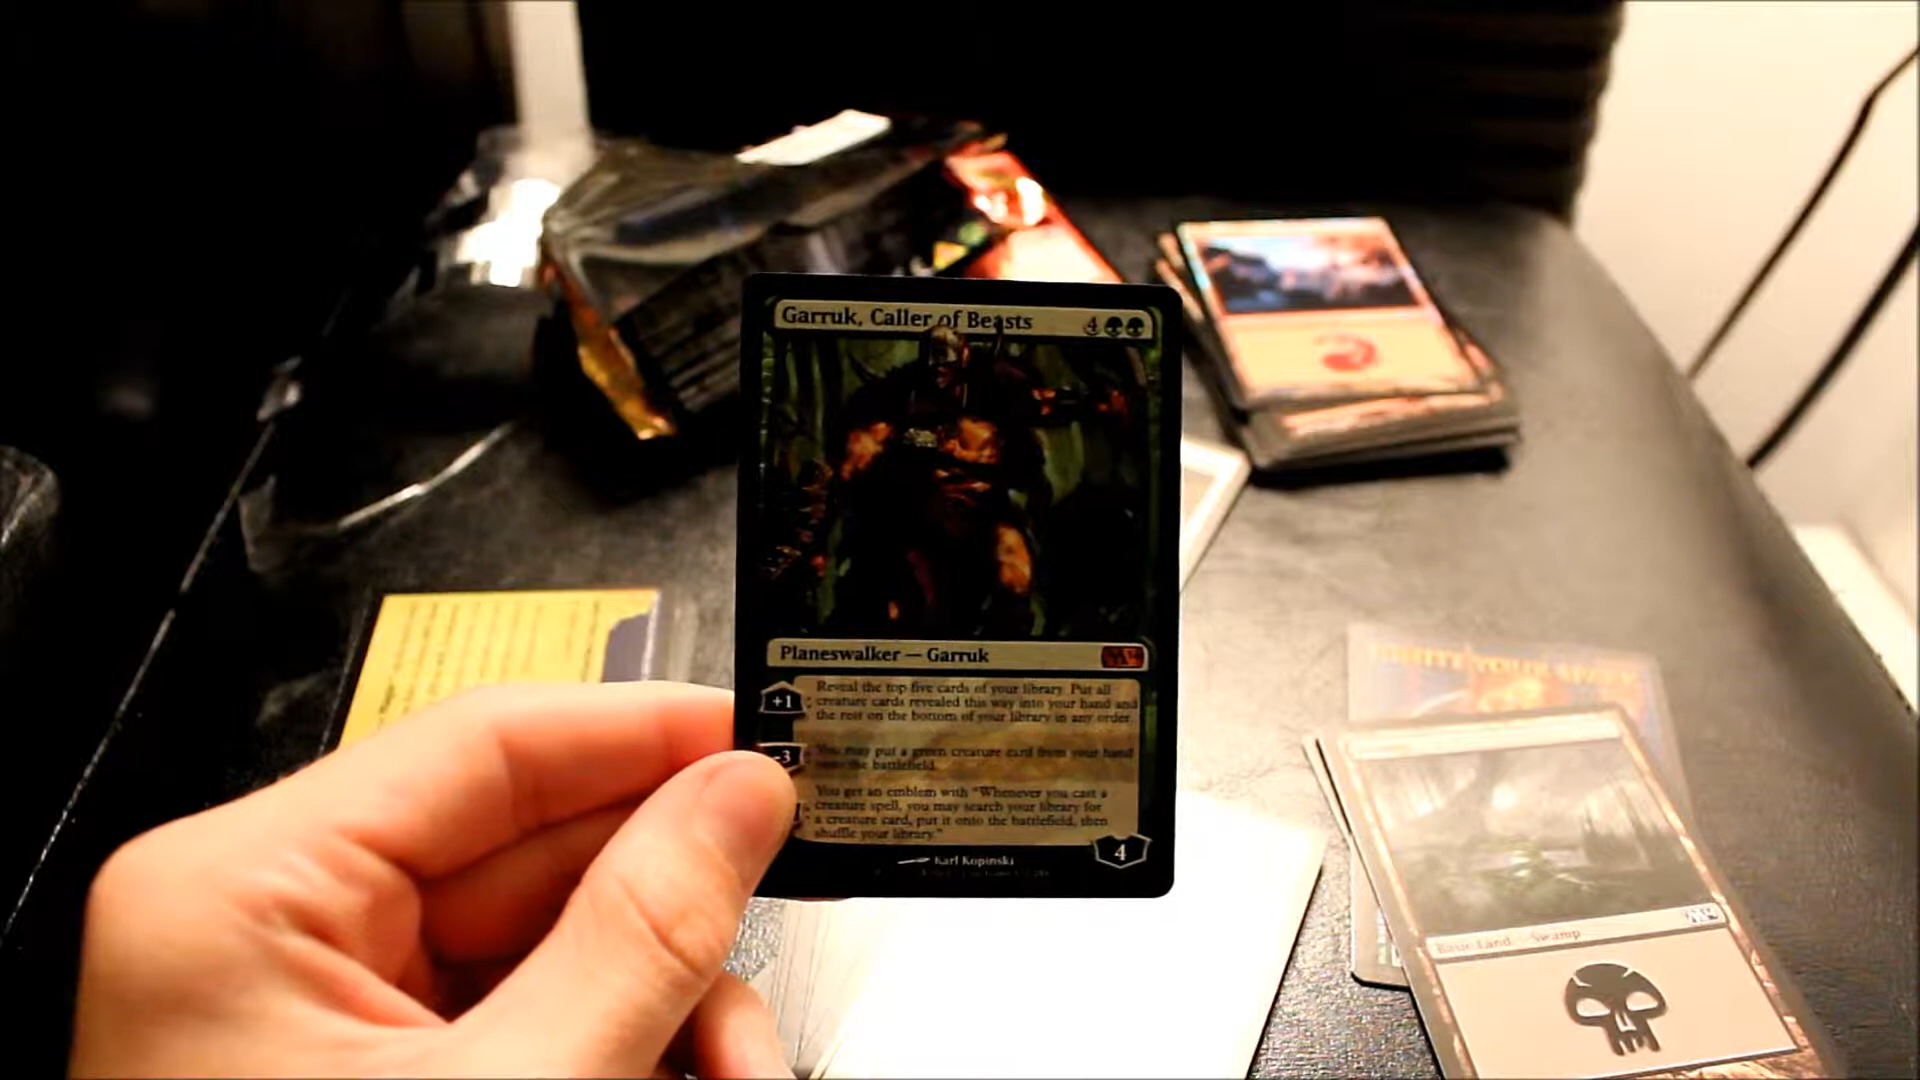 Garruk, Caller of Beasts 4
Planeswalker — Garruk
+1
Reveal the top five cards of your library. Put all
creature cards revealed this way into your hand and
the rest on the bottom of your library in any order.
-3
You may put a green creature card from your hand
onto the battlefield.
You get an emblem with "Whenever you cast a
creature spell, you may search your library for
a creature card, put it onto the battlefield, then
shuffle your library."
Karl Kopinski
4
Basic Land — Swamp